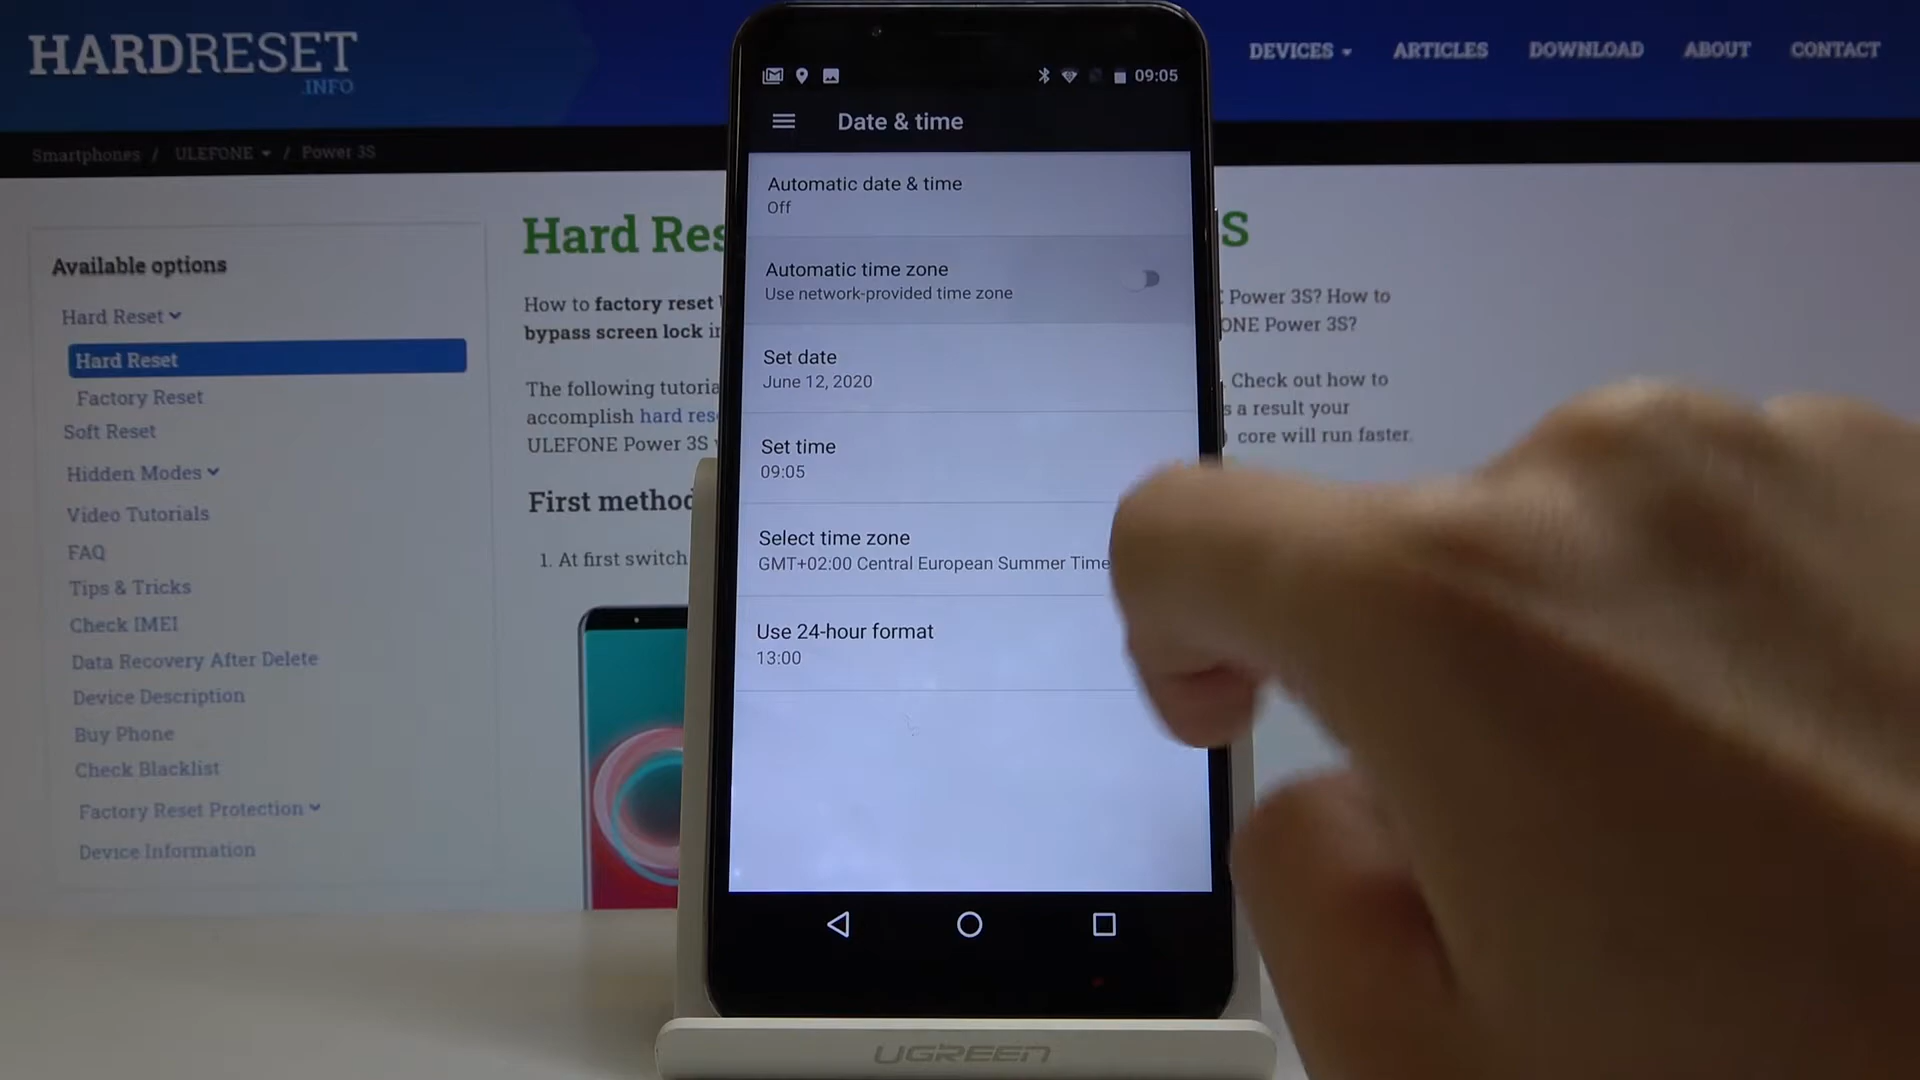 HARDRESET
.INFO
DEVICES
ARTICLES
DOWNLOAD
ABOUT
CONTACT
Smartphones / ULEFONE / Power 3S
Available options
Hard Reset
Hard Reset
Factory Reset
Soft Reset
Hidden Modes
Video Tutorials
FAQ
Tips & Tricks
Check IMEI
Data Recovery After Delete
Device Description
Buy Phone
Check Blacklist
Factory Reset Protection
Device Information
Hard Res
S
How to factory reset
bypass screen lock in
Power 3S? How to
ONE Power 3S?
The following tutoria
accomplish hard rese
ULEFONE Power 3S
Check out how to
s a result your
core will run faster.
First method
1. At first switch
09:05
Date & time
Automatic date & time
Off
Automatic time zone
Use network-provided time zone
Set date
June 12, 2020
Set time
09:05
Select time zone
GMT+02:00 Central European Summer Time
Use 24-hour format
13:00
UGREEN